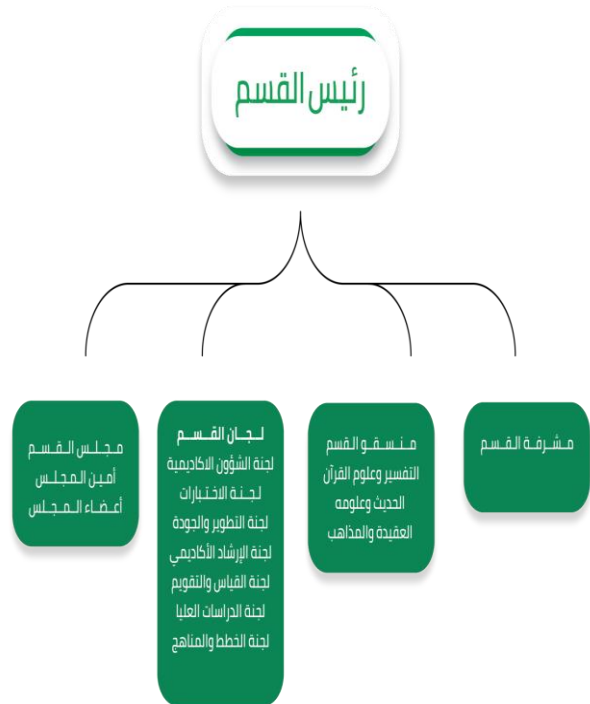 رئيس القسم
مشرفة القسم
منسقو القسم
التفسير وعلوم القرآن
الحديث وعلومه
العقيدة والمذاهب
لجان القسم
لجنة الشؤون الاكاديمية
لجنة الاختبارات
لجنة التطوير والجودة
لجنة الإرشاد الأكاديمي
لجنة القياس والتقويم
لجنة الدراسات العليا
لجنة الخطط والمناهج
مجلس القسم
أمين المجلس
أعضاء المجلس